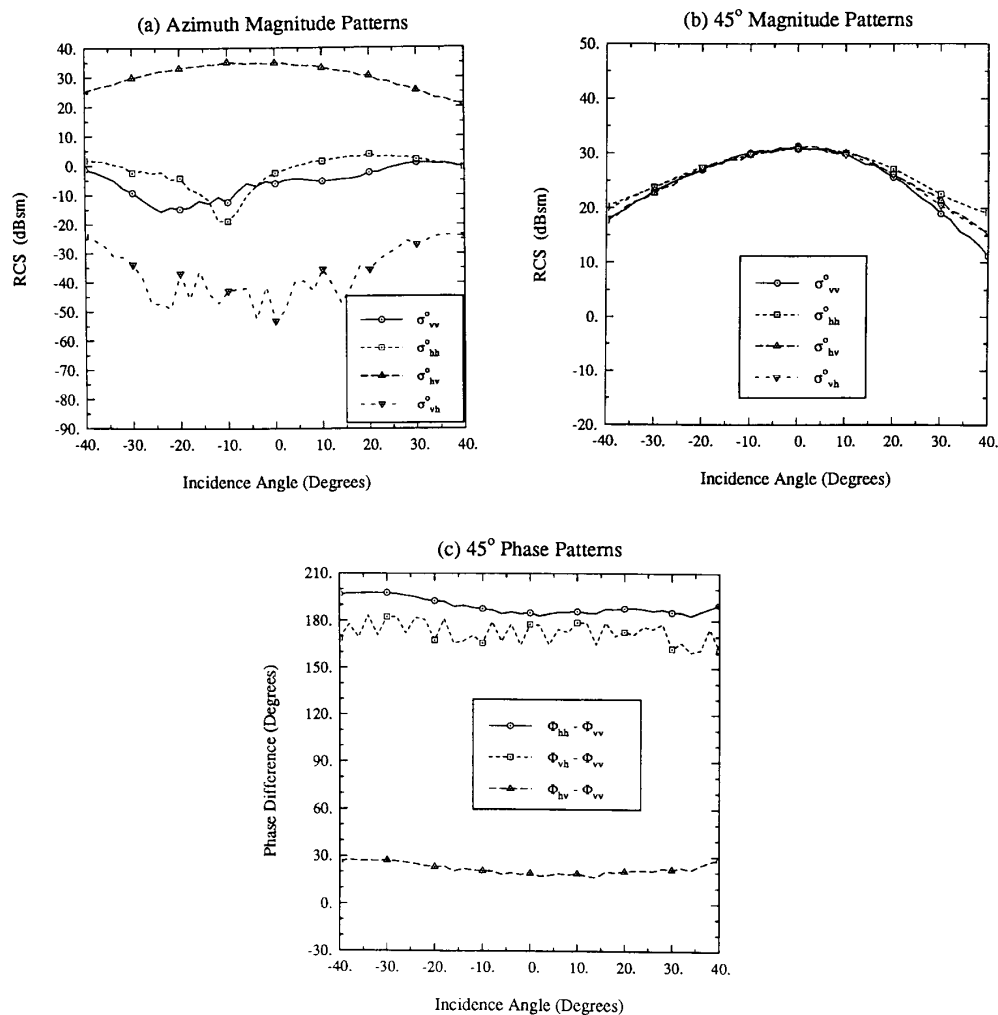 (a) Azimuth Magnitude Patterns
40.
30.
20.
10.
0.
-10.
-20.
-30.
-40.
-50.
-60.
-70.
-80.
-90.
RCS (dBsm)
σ°vv
σ°hh
σ°hv
σ°vh
-40. -30. -20. -10. 0. 10. 20. 30. 40.
Incidence Angle (Degrees)
(b) 45° Magnitude Patterns
50.
40.
30.
20.
10.
0.
-10.
-20.
RCS (dBsm)
σ°vv
σ°hh
σ°hv
σ°vh
-40. -30. -20. -10. 0. 10. 20. 30. 40.
Incidence Angle (Degrees)
(c) 45° Phase Patterns
210.
180.
150.
120.
90.
60.
30.
0.
-30.
Phase Difference (Degrees)
Φhh - Φvv
Φvh - Φvv
Φhv - Φvv
-40. -30. -20. -10. 0. 10. 20. 30. 40.
Incidence Angle (Degrees)